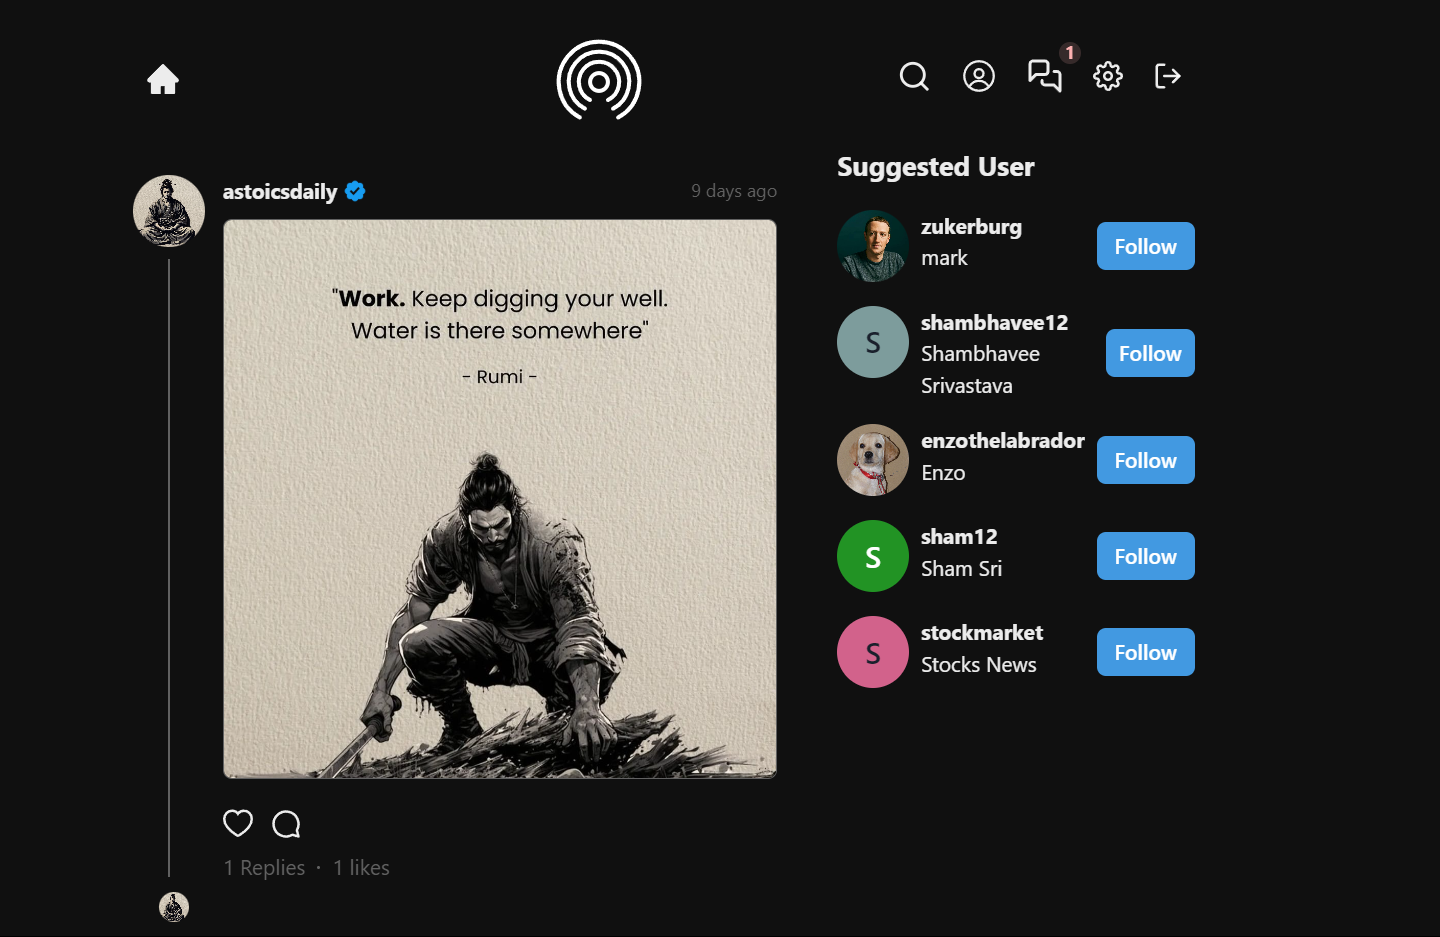 1
astoicsdaily
9 days ago
"Work. Keep digging your well.
Water is there somewhere"
- Rumi -
1 Replies · 1 likes
Suggested User
zukerburg
mark
Follow
shambhavee12
Shambhavee
Srivastava
Follow
enzothelabrador
Enzo
Follow
sham12
Sham Sri
Follow
stockmarket
Stocks News
Follow
S
S
S